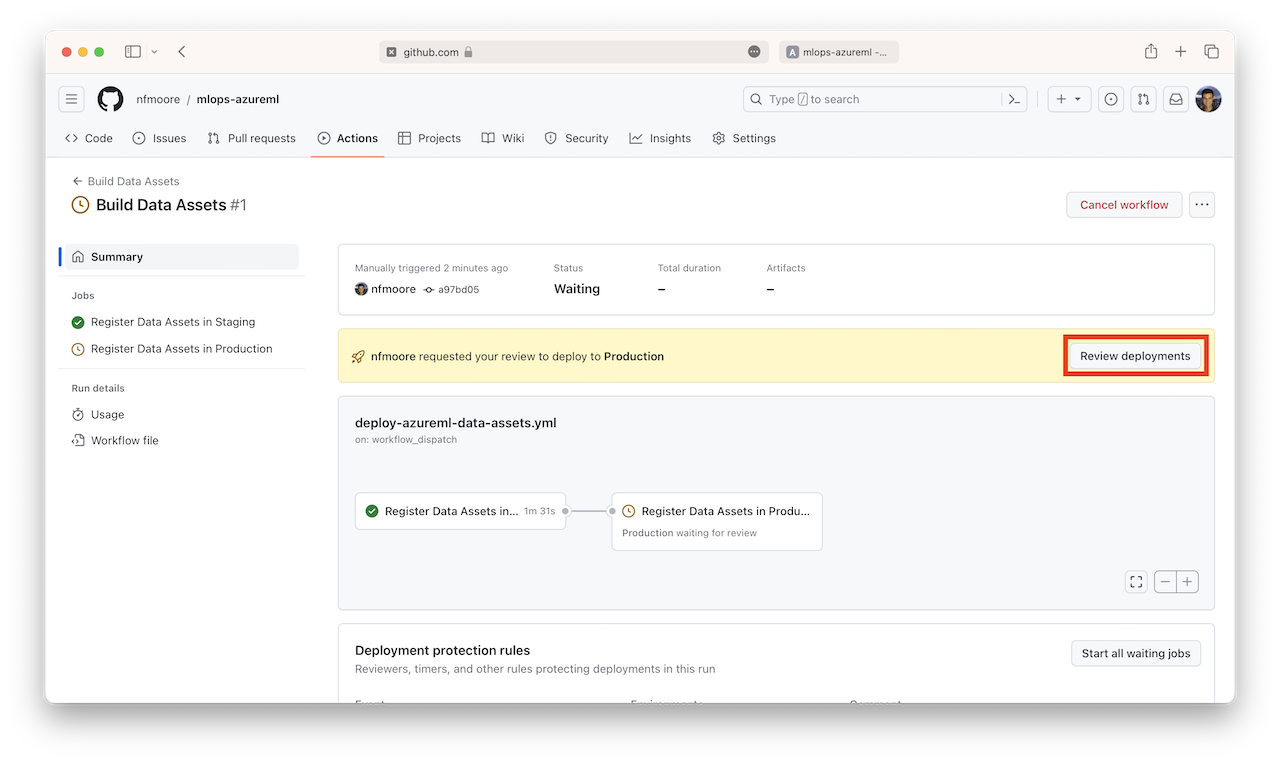 github.com
A mlops-azureml -...
nfmoore / mlops-azureml
Type / to search
Code Issues Pull requests Actions Projects Wiki Security Insights Settings
Build Data Assets
Build Data Assets #1
Cancel workflow
Summary
Jobs
Register Data Assets in Staging
Register Data Assets in Production
Run details
Usage
Workflow file
Manually triggered 2 minutes ago Status Total duration Artifacts
nfmoore a97bd05 Waiting – –
nfmoore requested your review to deploy to Production
Review deployments
deploy-azureml-data-assets.yml
on: workflow_dispatch
Register Data Assets in... 1m 31s
Register Data Assets in Produ...
Production waiting for review
Deployment protection rules
Reviewers, timers, and other rules protecting deployments in this run
Start all waiting jobs
Event Environments Comment